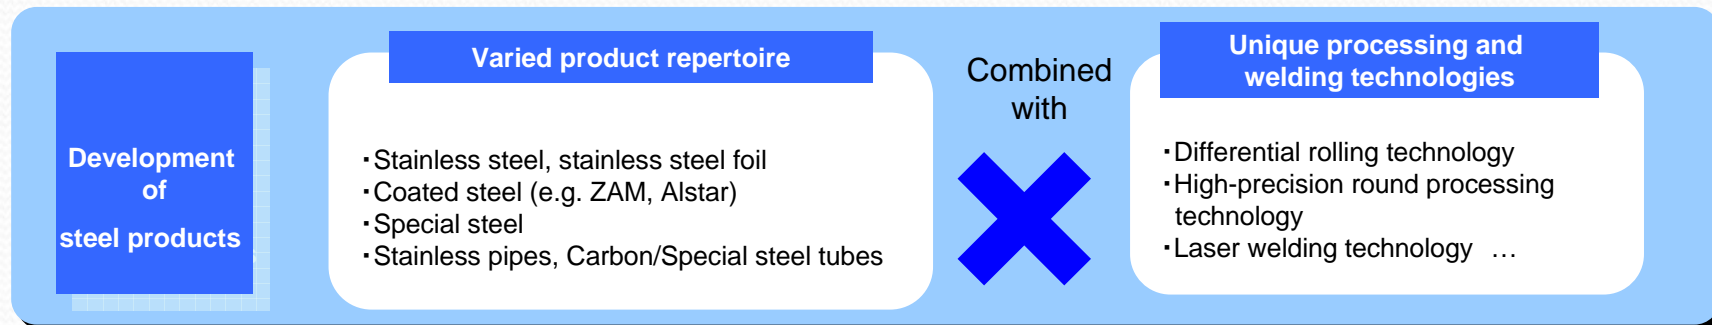 Development
of
steel products
Varied product repertoire
・Stainless steel, stainless steel foil
・Coated steel (e.g. ZAM, Alstar)
・Special steel
・Stainless pipes, Carbon/Special steel tubes
Combined
with
Unique processing and
welding technologies
・Differential rolling technology
・High-precision round processing
technology
・Laser welding technology …